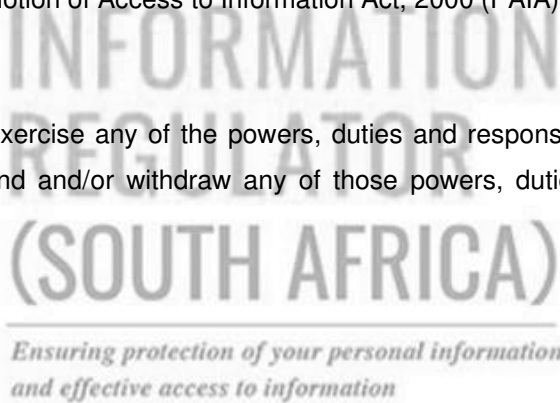 otion of Access to Information Act, 2000 (PAIA)
INFORMATION
xercise any of the powers, duties and respons
REGULATOR
nd and/or withdraw any of those powers, dutie
(SOUTH AFRICA)
Ensuring protection of your personal information
and effective access to information